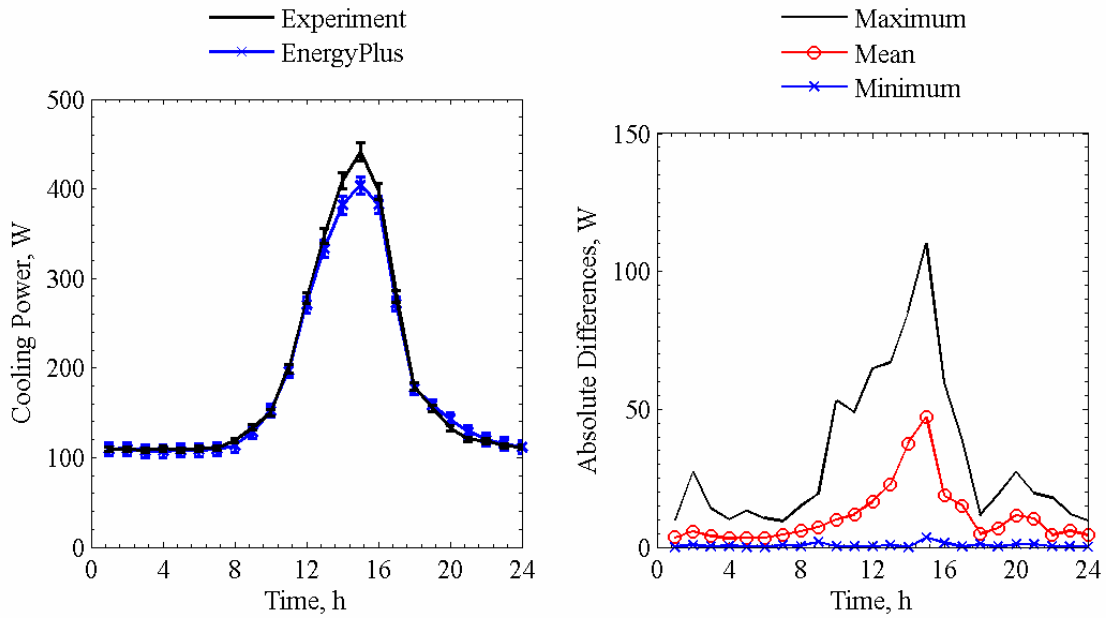 Experiment
EnergyPlus
500
400
300
200
100
0
Cooling Power, W
0 4 8 12 16 20 24
Time, h
Maximum
Mean
Minimum
150
100
50
0
Absolute Differences, W
0 4 8 12 16 20 24
Time, h